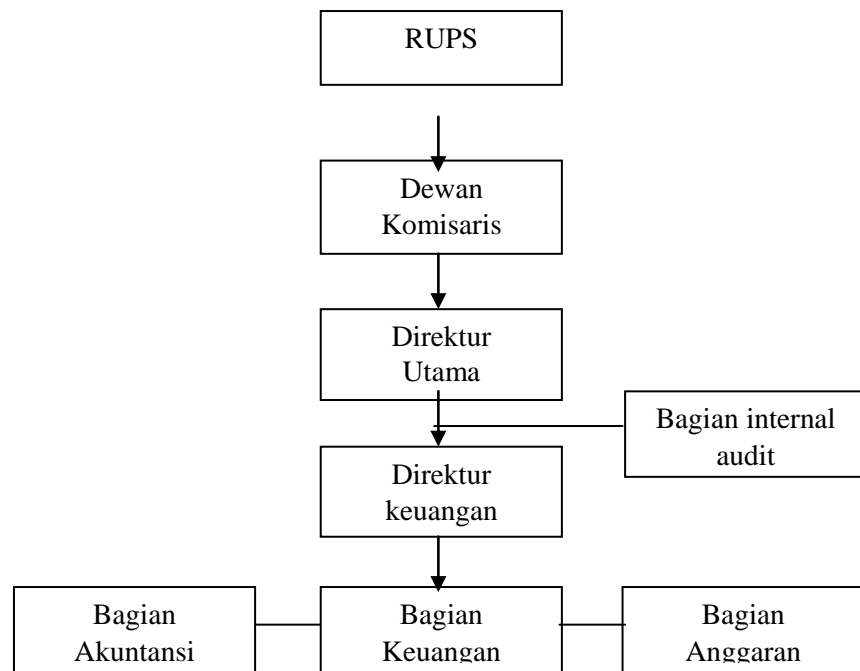 RUPS
Dewan
Komisaris
Direktur
Utama
Bagian internal
audit
Direktur
keuangan
Bagian
Akuntansi
Bagian
Keuangan
Bagian
Anggaran